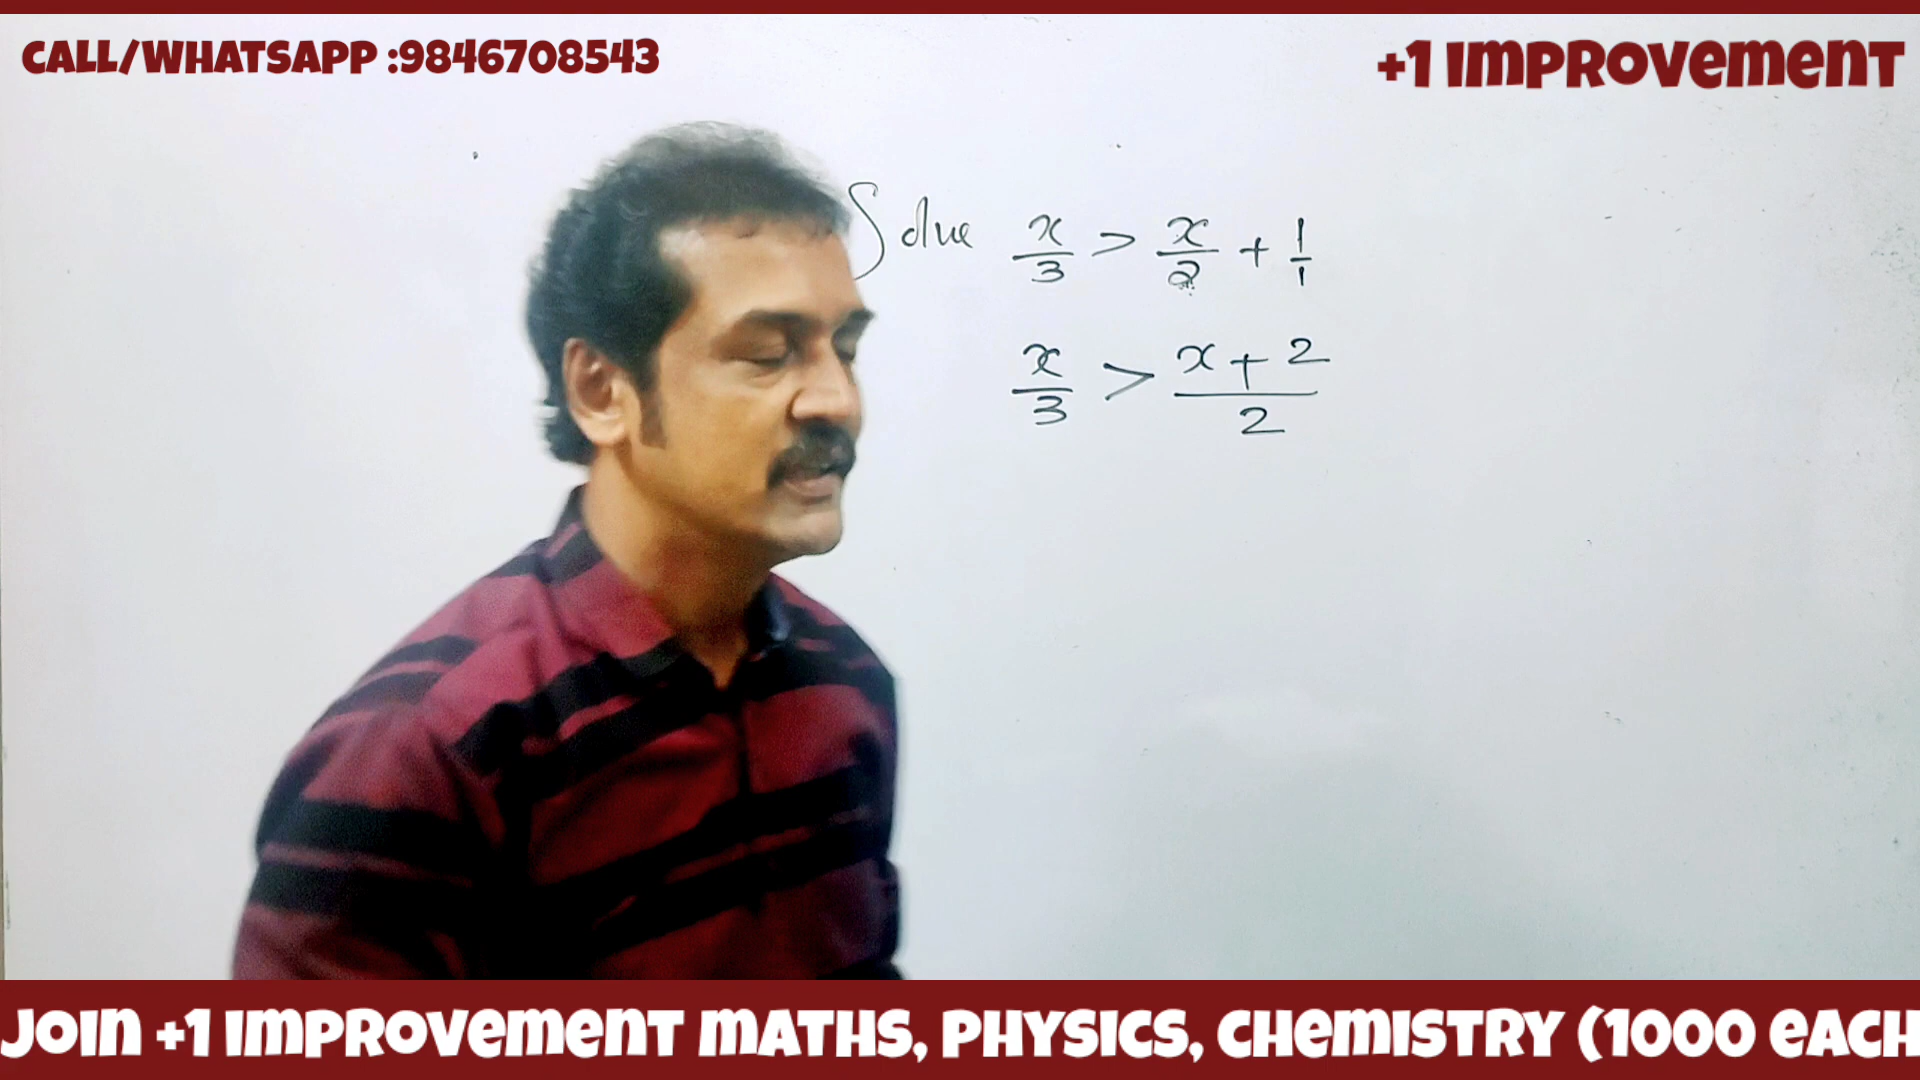 CALL/WHATSAPP :9846708543
+1 IMPROVEMENT
Solve x/3 > x/2 + 1/1
x/3 > x+2/2
JOIN +1 IMPROVEMENT MATHS, PHYSICS, CHEMISTRY (1000 EACH